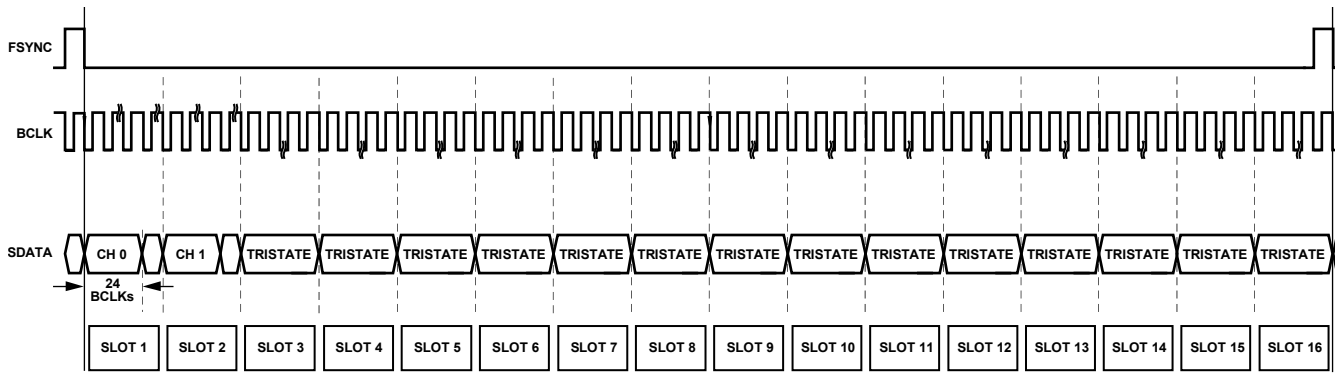 FSYNC
BCLK
SDATA CH 0 CH 1 TRISTATE TRISTATE TRISTATE TRISTATE TRISTATE TRISTATE TRISTATE TRISTATE TRISTATE TRISTATE TRISTATE TRISTATE TRISTATE TRISTATE
24
BCLKs
SLOT 1 SLOT 2 SLOT 3 SLOT 4 SLOT 5 SLOT 6 SLOT 7 SLOT 8 SLOT 9 SLOT 10 SLOT 11 SLOT 12 SLOT 13 SLOT 14 SLOT 15 SLOT 16